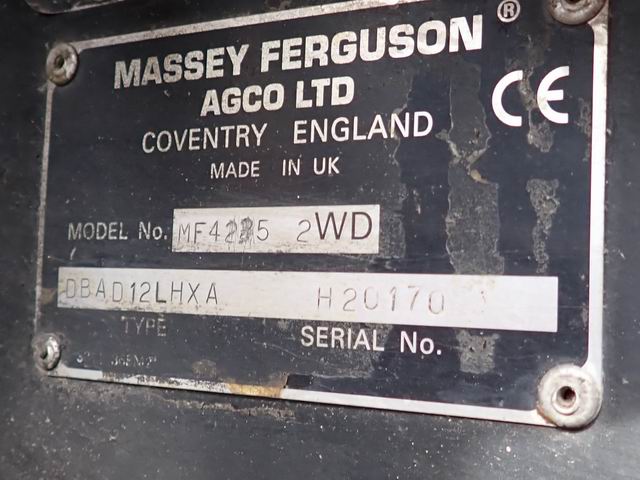 MASSEY FERGUSON®
AGCO LTD
CE
COVENTRY ENGLAND
MADE IN UK
MODEL No. 2WD
DBAD12LHXA H20170
TYPE SERIAL No.